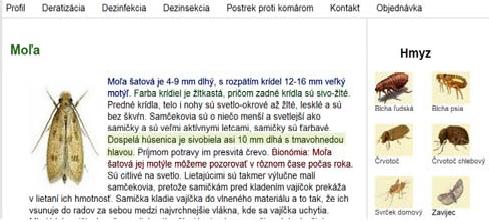 Profil Deratizácia Dezinfekcia Dezinsekcia Postrek proti komárom Kontakt Objednávka
Moľa
Moľa šatová je 4-9 mm dlhý, s rozpätím krídel 12-16 mm veľký
motýľ. Farba krídiel je žltkastá, pričom zadné krídla sú sivo-žlté.
Predné krídla, telo i nohy sú svetlo-okrové až žlté, lesklé a sú
bez škvŕn. Samčekovia sú o niečo menší a svetlejší ako
samičky a sú veľmi aktívnymi letcami, samičky sú ťarbavé.
Dospelá húsenica je sivobiela asi 10 mm dlhá s tmavohnedou
hlavou. Príjmom potravy im presvitá črevo. Bionómia: Moľa
šatová jej motýle môžeme pozorovať v rôznom čase počas roka.
Sú citlivé na svetlo. Lietajúcimi sú takmer výlučne malí
samčekovia, pretože samičkám pred kladením vajíčok prekáža
v lietaní ich hmotnosť. Samička kladie vajíčka do vlneného materiálu a to tak, že ich
vsunuje do radov za sebou medzi najvrchnejšie vlákna, kde sa vajíčka uchytia.
Hmyz
Blcha ľudská Blcha psia
Črvotoč Črvotoč chlebový
Svrček domový Zavíjec